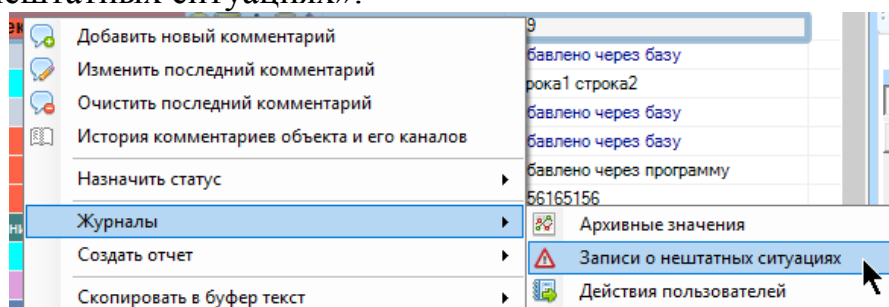 нештатных ситуациях».
9
Добавить новый комментарий
бавлено через базу
Изменить последний комментарий
рока1 строка2
Очистить последний комментарий
бавлено через базу
История комментариев объекта и его каналов
бавлено через базу
Назначить статус
бавлено через программу
56165156
Журналы
Архивные значения
Создать отчет
Записи о нештатных ситуациях
Скопировать в буфер текст
Действия пользователей